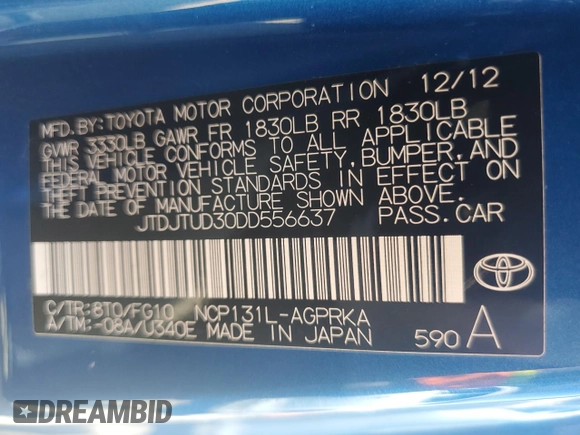 MFD. BY: TOYOTA MOTOR CORPORATION 12/12
GVWR 3330LB GAWR FR 1830LB RR 1830LB
THIS VEHICLE CONFORMS TO ALL APPLICABLE
FEDERAL MOTOR VEHICLE SAFETY, BUMPER, AND
THEFT PREVENTION STANDARDS IN EFFECT ON
THE DATE OF MANUFACTURE SHOWN ABOVE.
JTDJTUD30DD556637 PASS. CAR
C/TR: 8T0/FG10 NCP131L-AGPRKA
A/TM: -08A/U340E MADE IN JAPAN 590 A
DREAMBID